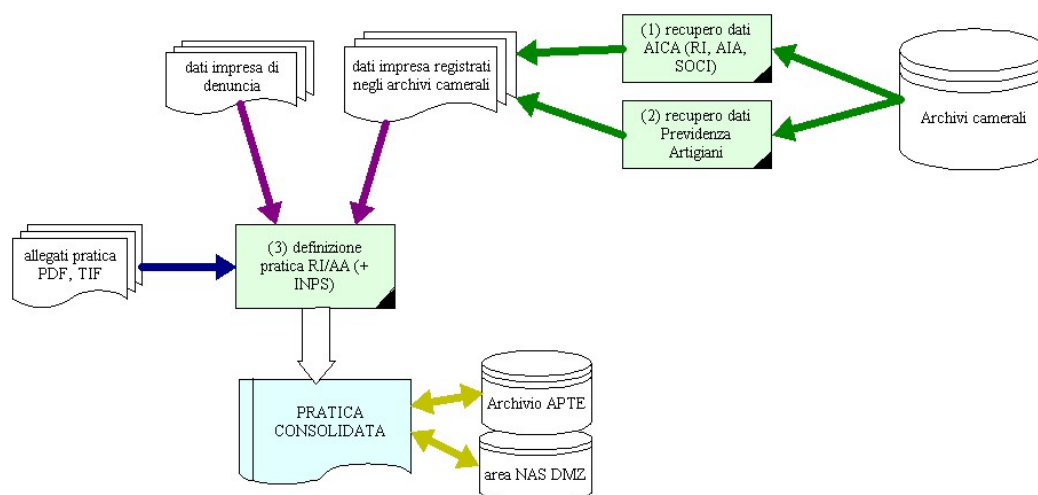 dati impresa di
denuncia
dati impresa registrati
negli archivi camerali
(1) recupero dati
AICA (RI, AIA,
SOCI)
(2) recupero dati
Previdenza
Artigiani
Archivi camerali
allegati pratica
PDF, TIF
(3) definizione
pratica RI/AA (+
INPS)
PRATICA
CONSOLIDATA
Archivio APTE
area NAS DMZ